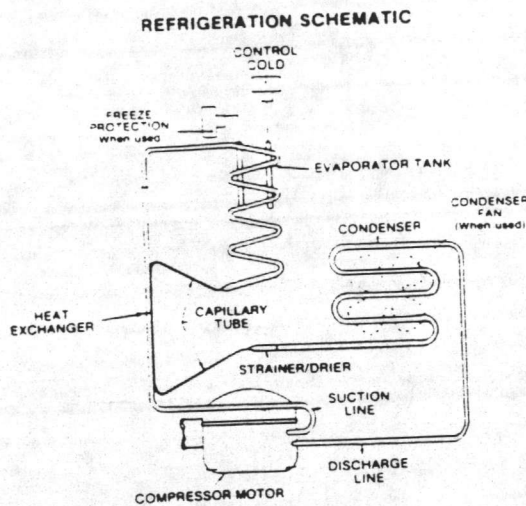 REFRIGERATION SCHEMATIC
CONTROL
COLD
FREEZE
PROTECTION
When used
EVAPORATOR TANK
CONDENSER
FAN
(When used)
CONDENSER
HEAT
EXCHANGER
CAPILLARY
TUBE
STRAINER/DRIER
SUCTION
LINE
DISCHARGE
LINE
COMPRESSOR MOTOR